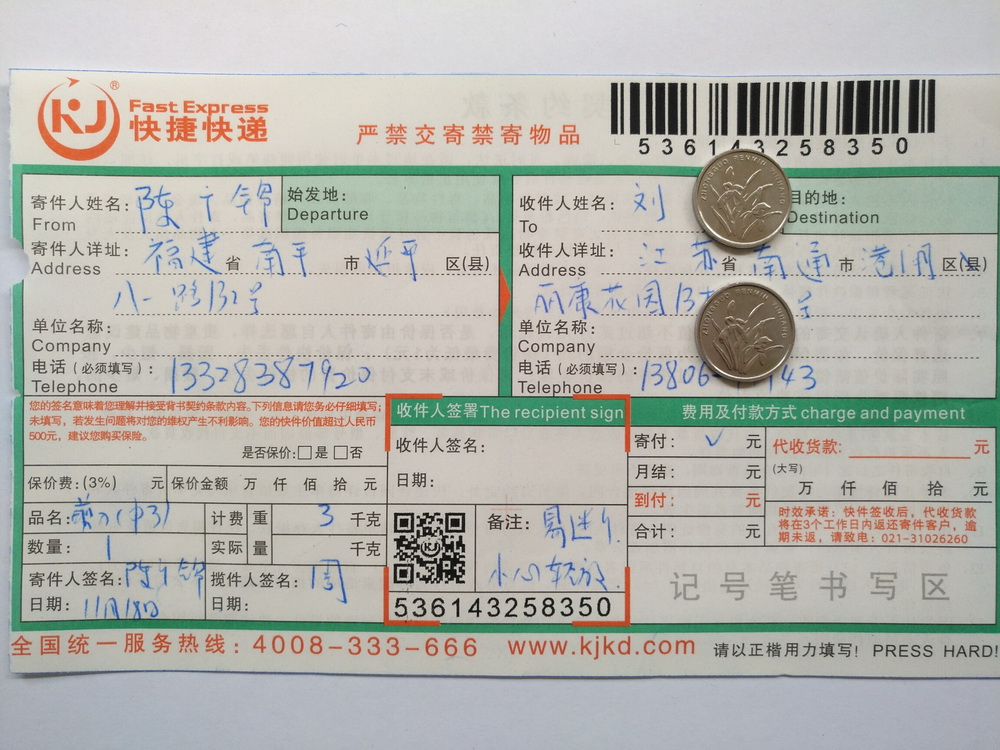 KJ®
Fast Express
快捷快递
严禁交寄禁寄物品
536143258350
寄件人姓名: 陈 锦
From
始发地:
Departure
收件人姓名: 刘
To
目的地:
Destination
寄件人详址: 福建 省 南平 市 延平 区(县)
Address
八一路132号
收件人详址: 江苏 省 南通 市 港闸 区(县)
Address
丽康花园 号
单位名称:
Company
单位名称:
Company
电话(必须填写): 13328387920
Telephone
电话(必须填写): 13806 143
Telephone
您的签名意味着您理解并接受背书契约条款内容。下列信息请您务必仔细填写;
未填写,若发生问题将对您的维权产生不利影响。您的快件价值超过人民币
500元,建议您购买保险。
是否保价:□是 □否
保价费:(3%) 元 保价金额 万 仟 佰 拾 元
品名: 剪刀(中3)
计费 重 3 千克
数量: 1
实际 量 千克
寄件人签名: 陈 锦
日期: 11月18日
揽件人签名: 周
日期:
收件人签署The recipient sign
收件人签名:
日期:
备注: 易迷个
小心轻放
KJ
536143258350
费用及付款方式 charge and payment
寄付: ✓ 元
月结: 元
到付: 元
合计: 元
代收货款: 元
(大写)
万 仟 佰 拾 元
时效承诺:快件签收后,代收货款
将在3个工作日内返还寄件客户,逾
期未返,请致电:021-31026260
记号笔书写区
全国统一服务热线:4008-333-666 www.kjkd.com 请以正楷用力填写! PRESS HARD!